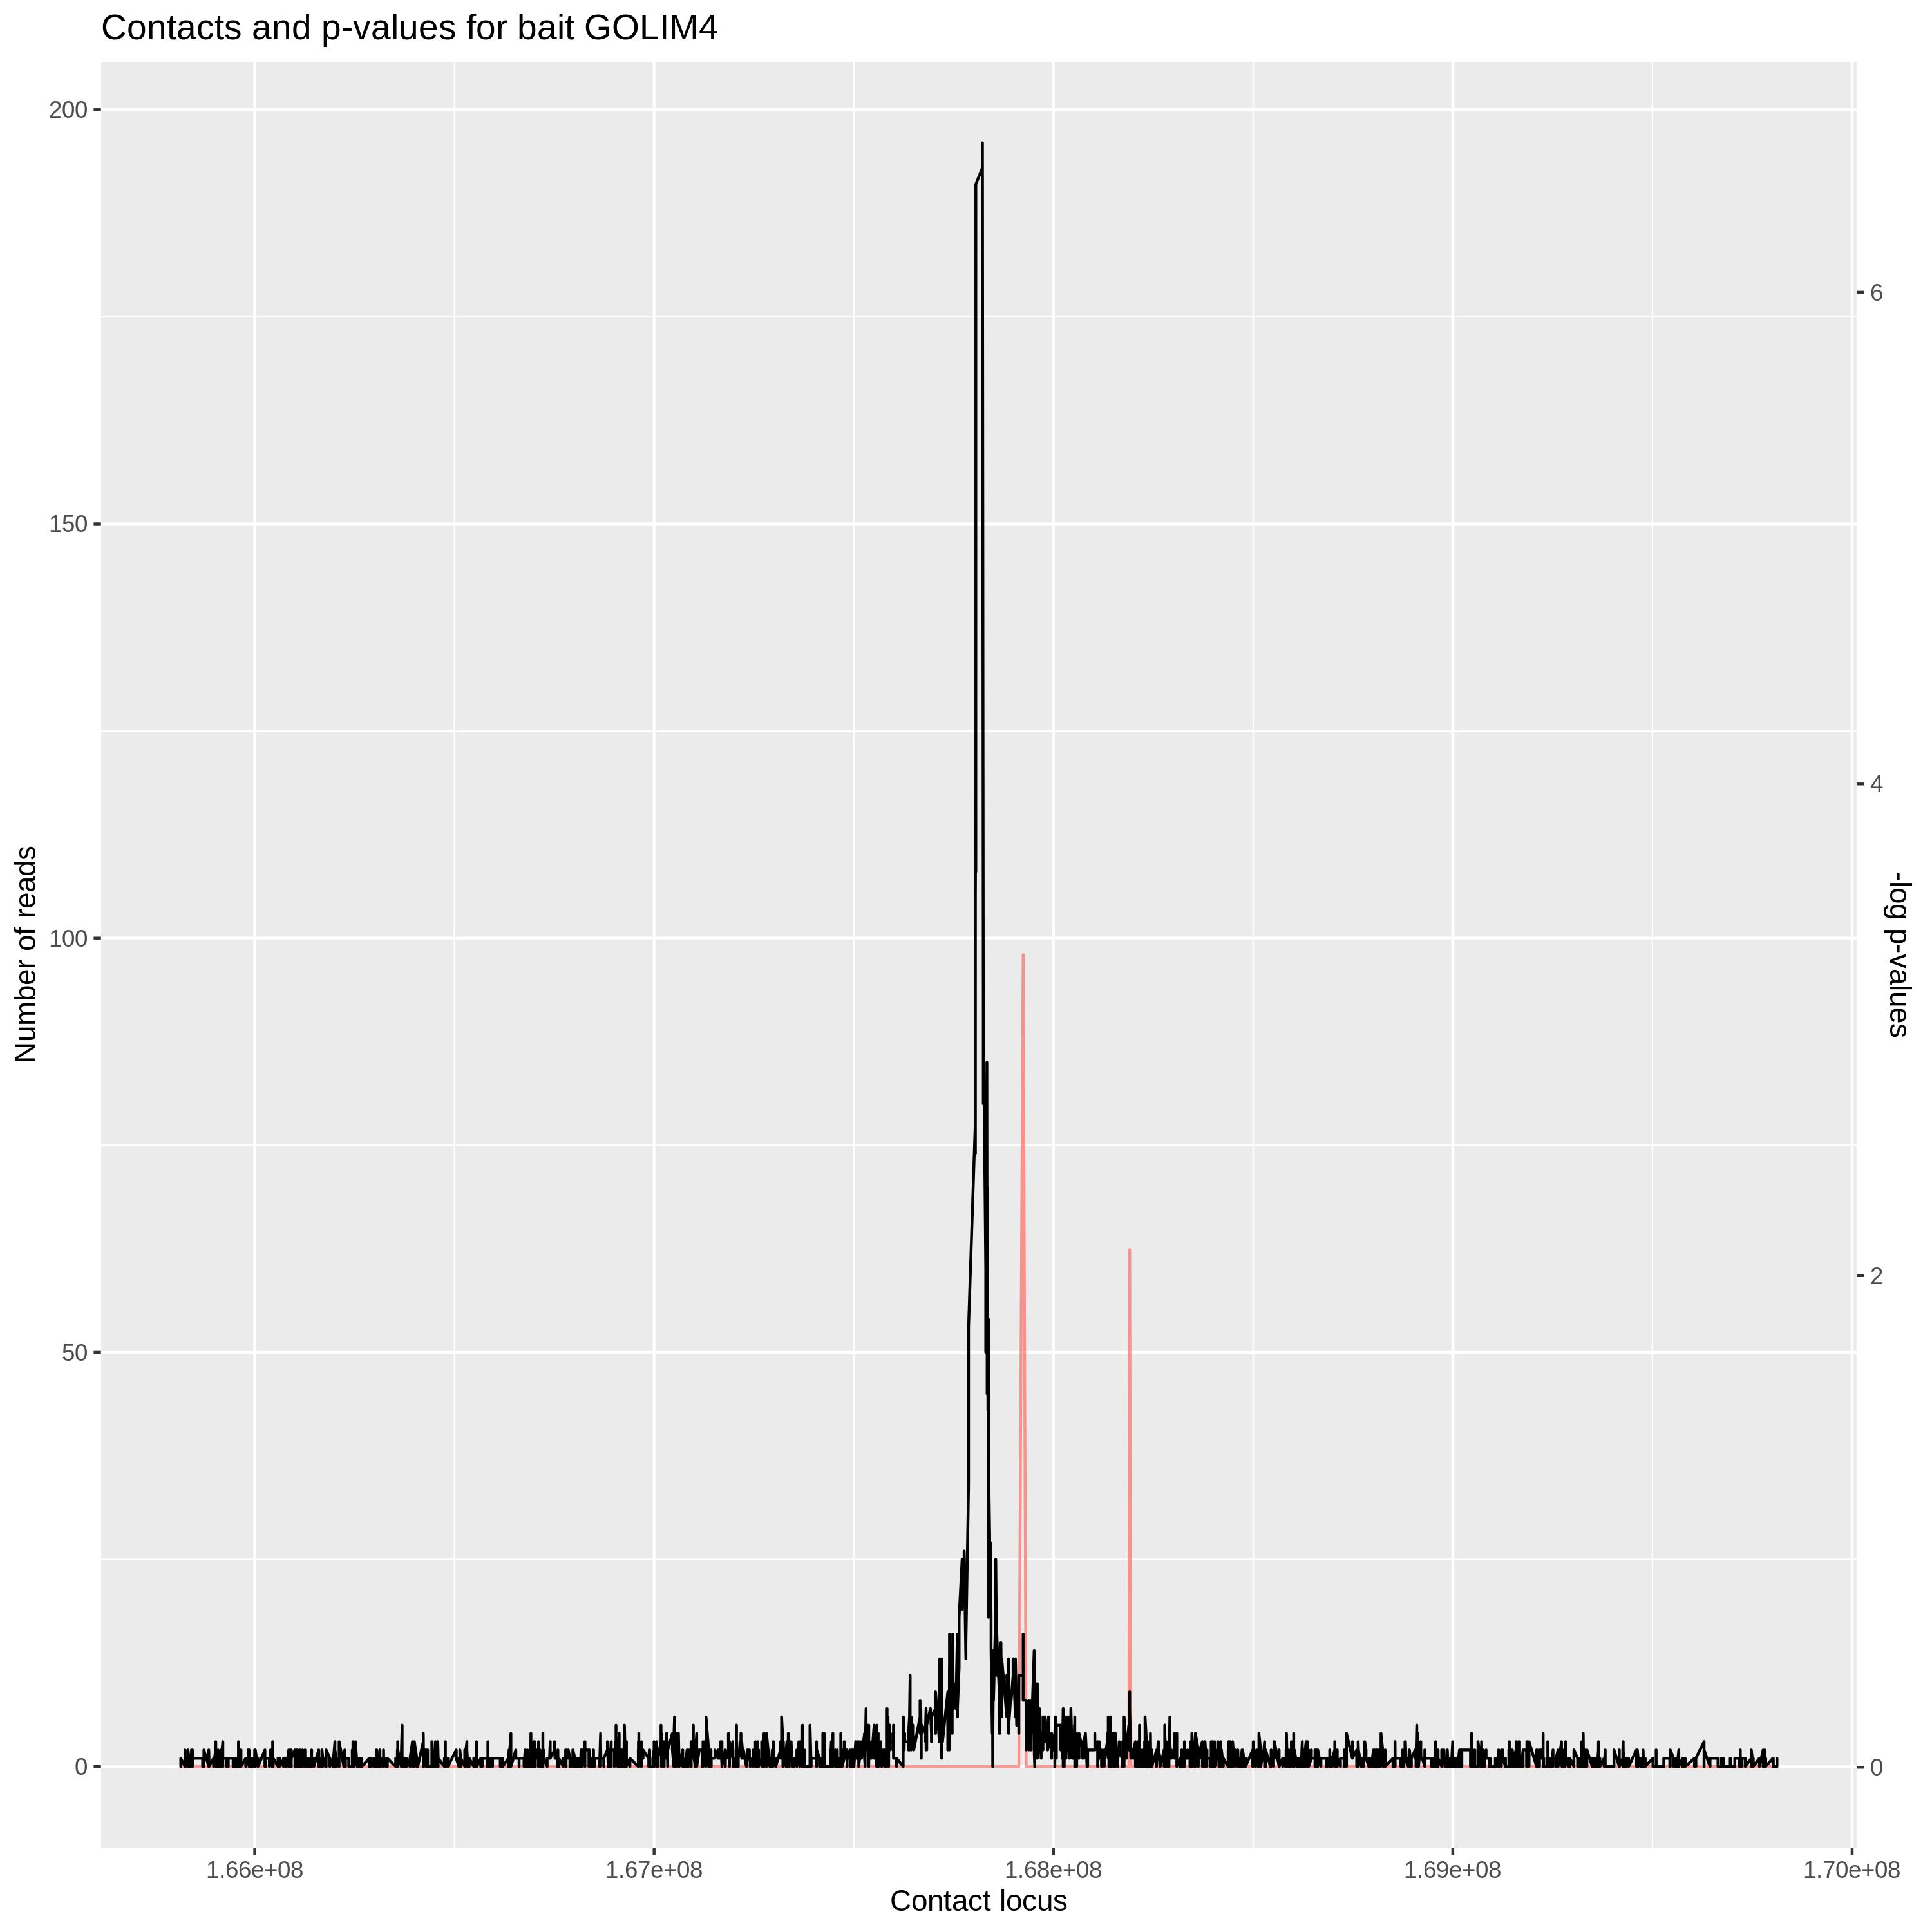 Contacts and p-values for bait GOLIM4
200
150
100
50
0
Number of reads
6
4
2
0
-log p-values
1.66e+08
1.67e+08
1.68e+08
1.69e+08
1.70e+08
Contact locus